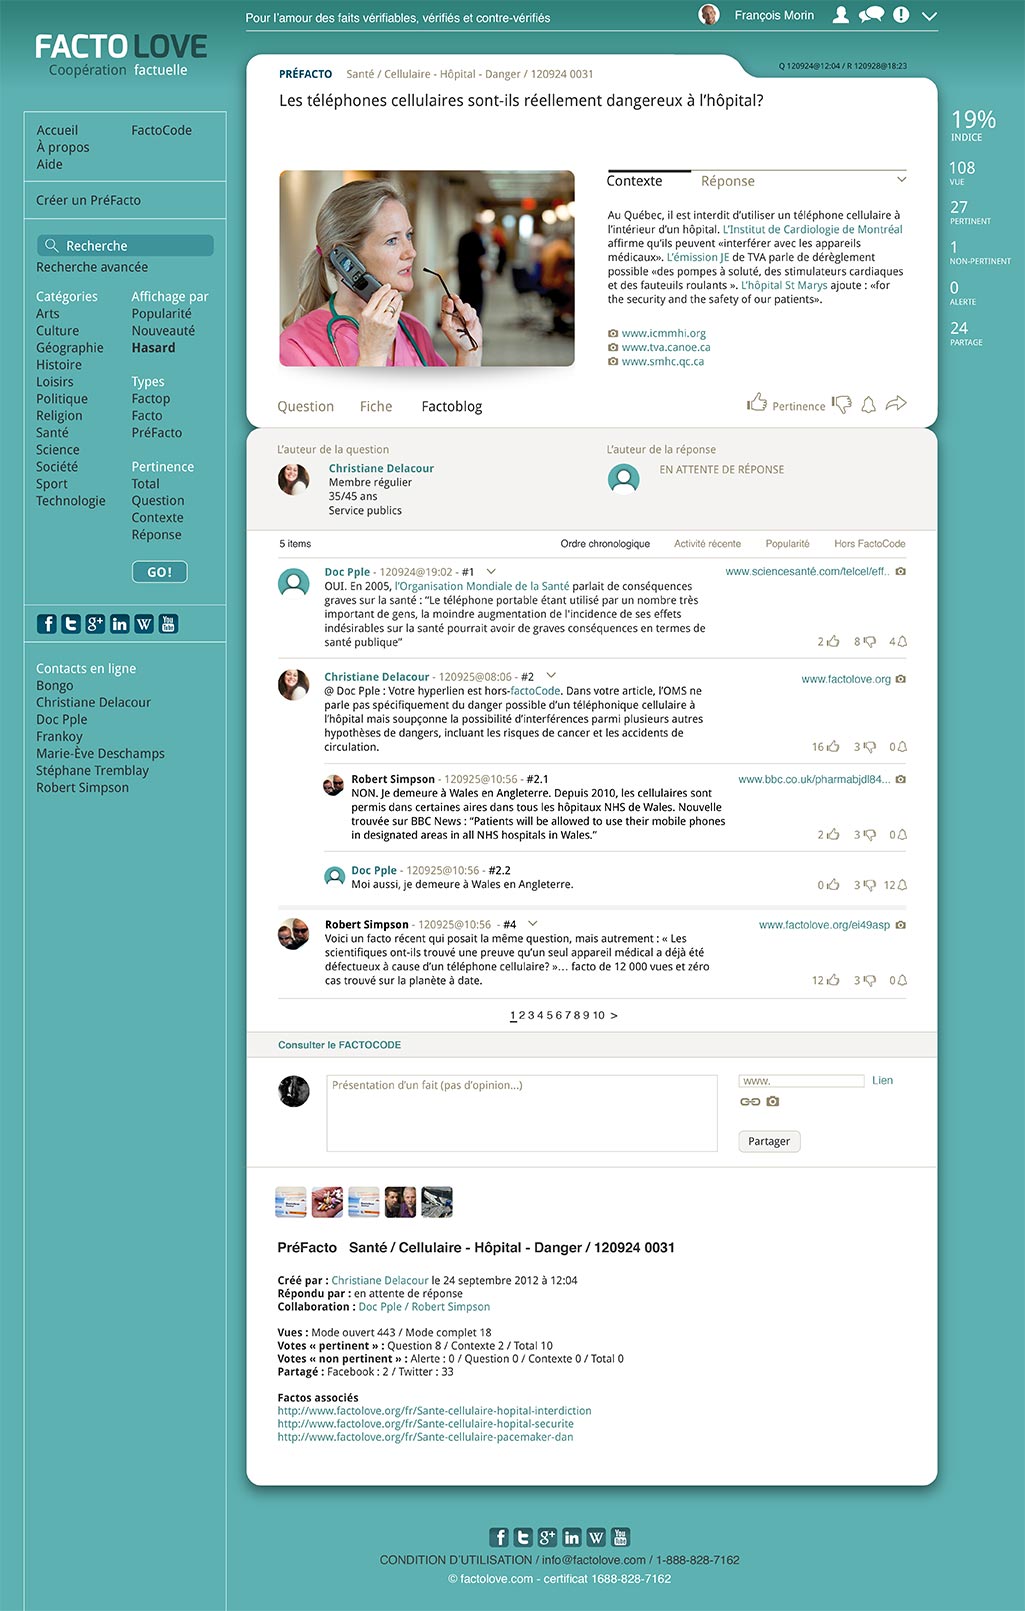 Pour l'amour des faits vérifiables, vérifiés et contre-vérifiés
François Morin
FACTO LOVE
Coopération factuelle
Accueil
FactoCode
À propos
Aide
Créer un PréFacto
Recherche
Recherche avancée
Catégories
Arts
Culture
Géographie
Histoire
Loisirs
Politique
Religion
Santé
Science
Société
Sport
Technologie
Affichage par
Popularité
Nouveauté
Hasard
Types
Factop
Facto
PréFacto
Pertinence
Total
Question
Contexte
Réponse
GO!
Contacts en ligne
Bongo
Christiane Delacour
Doc Pple
Frankoy
Marie-Ève Deschamps
Stéphane Tremblay
Robert Simpson
PRÉFACTO Santé / Cellulaire - Hôpital - Danger / 120924 0031
Q 120924@12:04 / R 120928@18:23
Les téléphones cellulaires sont-ils réellement dangereux à l'hôpital?
19%
INDICE
108
VUE
27
PERTINENT
1
NON-PERTINENT
0
ALERTE
24
PARTAGE
Contexte Réponse
Au Québec, il est interdit d'utiliser un téléphone cellulaire à
l'intérieur d'un hôpital. L'Institut de Cardiologie de Montréal
affirme qu'ils peuvent «interférer avec les appareils
médicaux». L'émission JE de TVA parle de dérèglement
possible «des pompes à soluté, des stimulateurs cardiaques
et des fauteuils roulants ». L'hôpital St Marys ajoute : «for
the security and the safety of our patients».
www.icmmhi.org
www.tva.canoe.ca
www.smhc.qc.ca
Question Fiche Factoblog
Pertinence
L'auteur de la question
Christiane Delacour
Membre régulier
35/45 ans
Service publics
L'auteur de la réponse
EN ATTENTE DE RÉPONSE
5 items
Ordre chronologique Activité récente Popularité Hors FactoCode
Doc Pple - 120924@19:02 - #1
www.sciencesanté.com/telcel/eff..
OUI. En 2005, l'Organisation Mondiale de la Santé parlait de conséquences
graves sur la santé : “Le téléphone portable étant utilisé par un nombre très
important de gens, la moindre augmentation de l'incidence de ses effets
indésirables sur la santé pourrait avoir de graves conséquences en termes de
santé publique”
2 8 4
Christiane Delacour - 120925@08:06 - #2
www.factolove.org
@ Doc Pple : Votre hyperlien est hors-factoCode. Dans votre article, l'OMS ne
parle pas spécifiquement du danger possible d'un téléphonique cellulaire à
l'hôpital mais soupçonne la possibilité d'interférences parmi plusieurs autres
hypothèses de dangers, incluant les risques de cancer et les accidents de
circulation.
16 3 0
Robert Simpson - 120925@10:56 - #2.1
www.bbc.co.uk/pharmabjdl84...
NON. Je demeure à Wales en Angleterre. Depuis 2010, les cellulaires sont
permis dans certaines aires dans tous les hôpitaux NHS de Wales. Nouvelle
trouvée sur BBC News : “Patients will be allowed to use their mobile phones
in designated areas in all NHS hospitals in Wales.”
2 3 0
Doc Pple - 120925@10:56 - #2.2
Moi aussi, je demeure à Wales en Angleterre.
0 3 12
Robert Simpson - 120925@10:56 - #4
www.factolove.org/ei49asp
Voici un facto récent qui posait la même question, mais autrement : « Les
scientifiques ont-ils trouvé une preuve qu'un seul appareil médical a déjà été
défectueux à cause d'un téléphone cellulaire? »... facto de 12 000 vues et zéro
cas trouvé sur la planète à date.
12 3 0
1 2 3 4 5 6 7 8 9 10 >
Consulter le FACTOCODE
Présentation d'un fait (pas d'opinion...)
www.
Lien
Partager
PréFacto Santé / Cellulaire - Hôpital - Danger / 120924 0031
Créé par : Christiane Delacour le 24 septembre 2012 à 12:04
Répondu par : en attente de réponse
Collaboration : Doc Pple / Robert Simpson
Vues : Mode ouvert 443 / Mode complet 18
Votes « pertinent » : Question 8 / Contexte 2 / Total 10
Votes « non pertinent » : Alerte : 0 / Question 0 / Contexte 0 / Total 0
Partagé : Facebook : 2 / Twitter : 33
Factos associés
http://www.factolove.org/fr/Sante-cellulaire-hopital-interdiction
http://www.factolove.org/fr/Sante-cellulaire-hopital-securite
http://www.factolove.org/fr/Sante-cellulaire-pacemaker-dan
CONDITION D'UTILISATION / info@factolove.com / 1-888-828-7162
© factolove.com - certificat 1688-828-7162